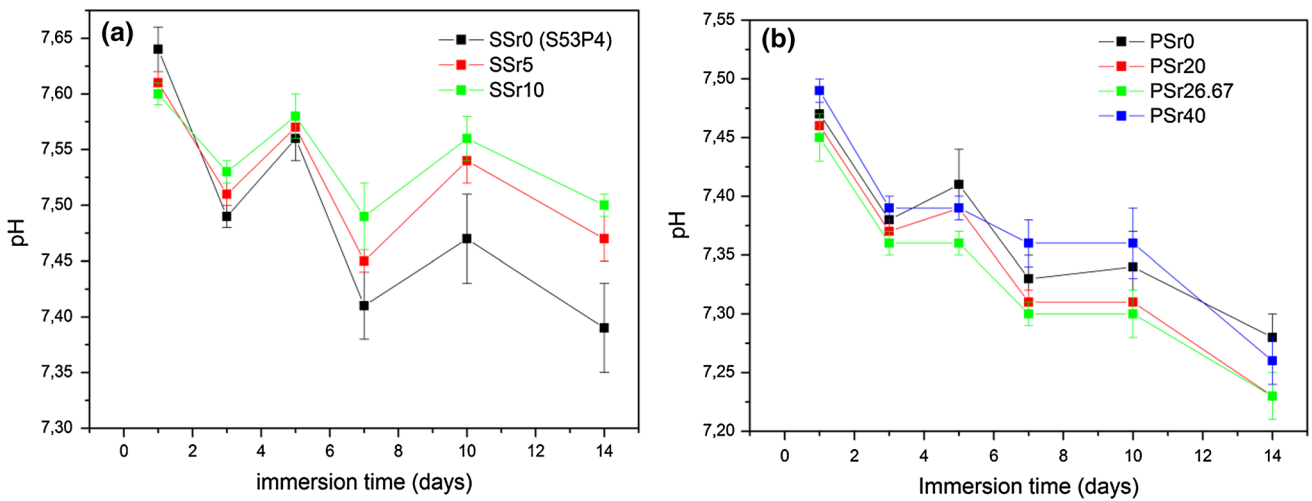 (a)
SSr0 (S53P4)
SSr5
SSr10
7,65
7,60
7,55
7,50
7,45
7,40
7,35
7,30
pH
0 2 4 6 8 10 12 14
immersion time (days)
(b)
PSr0
PSr20
PSr26.67
PSr40
7,55
7,50
7,45
7,40
7,35
7,30
7,25
7,20
pH
0 2 4 6 8 10 12 14
Immersion time (days)